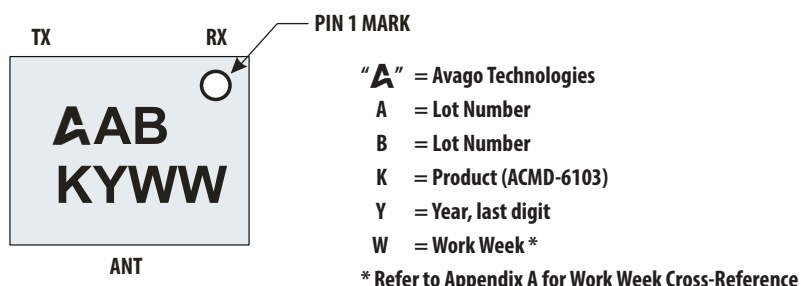 PIN 1 MARK
TX RX
AAB
KYWW
ANT
“A” = Avago Technologies
A = Lot Number
B = Lot Number
K = Product (ACMD-6103)
Y = Year, last digit
W = Work Week *
* Refer to Appendix A for Work Week Cross-Reference